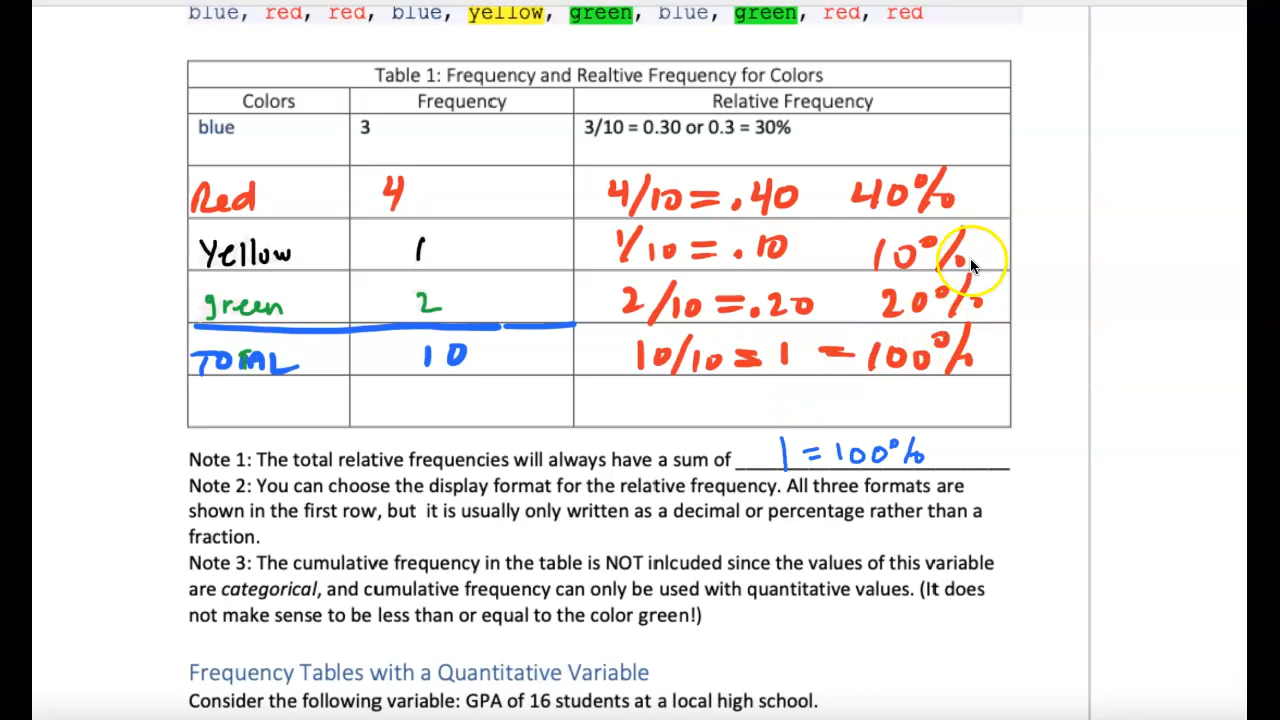 blue, red, red, blue, yellow, green, blue, green, red, red
Table 1: Frequency and Realtive Frequency for Colors
Colors Frequency Relative Frequency
blue 3 3/10 = 0.30 or 0.3 = 30%
Red 4 4/10 = .40 40%
Yellow 1 1/10 = .10 10%
green 2 2/10 = .20 20%
TOTAL 10 10/10 = 1 = 100%
Note 1: The total relative frequencies will always have a sum of 1 = 100%
Note 2: You can choose the display format for the relative frequency. All three formats are
shown in the first row, but it is usually only written as a decimal or percentage rather than a
fraction.
Note 3: The cumulative frequency in the table is NOT inlcuded since the values of this variable
are categorical, and cumulative frequency can only be used with quantitative values. (It does
not make sense to be less than or equal to the color green!)
Frequency Tables with a Quantitative Variable
Consider the following variable: GPA of 16 students at a local high school.